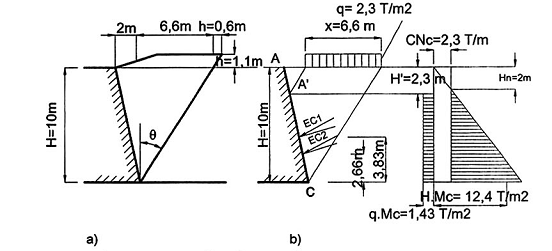 2m
6,6m
h=0,6m
h=1,1m
H=10m
θ
a)
q= 2,3 T/m2
x=6,6 m
A
A'
H=10m
EC1
EC2
C
2,66m
3,83m
b)
CNc=2,3 T/m
H'=2,3 m
Hn=2m
H.Mc= 12,4 T/m2
q.Mc=1,43 T/m2